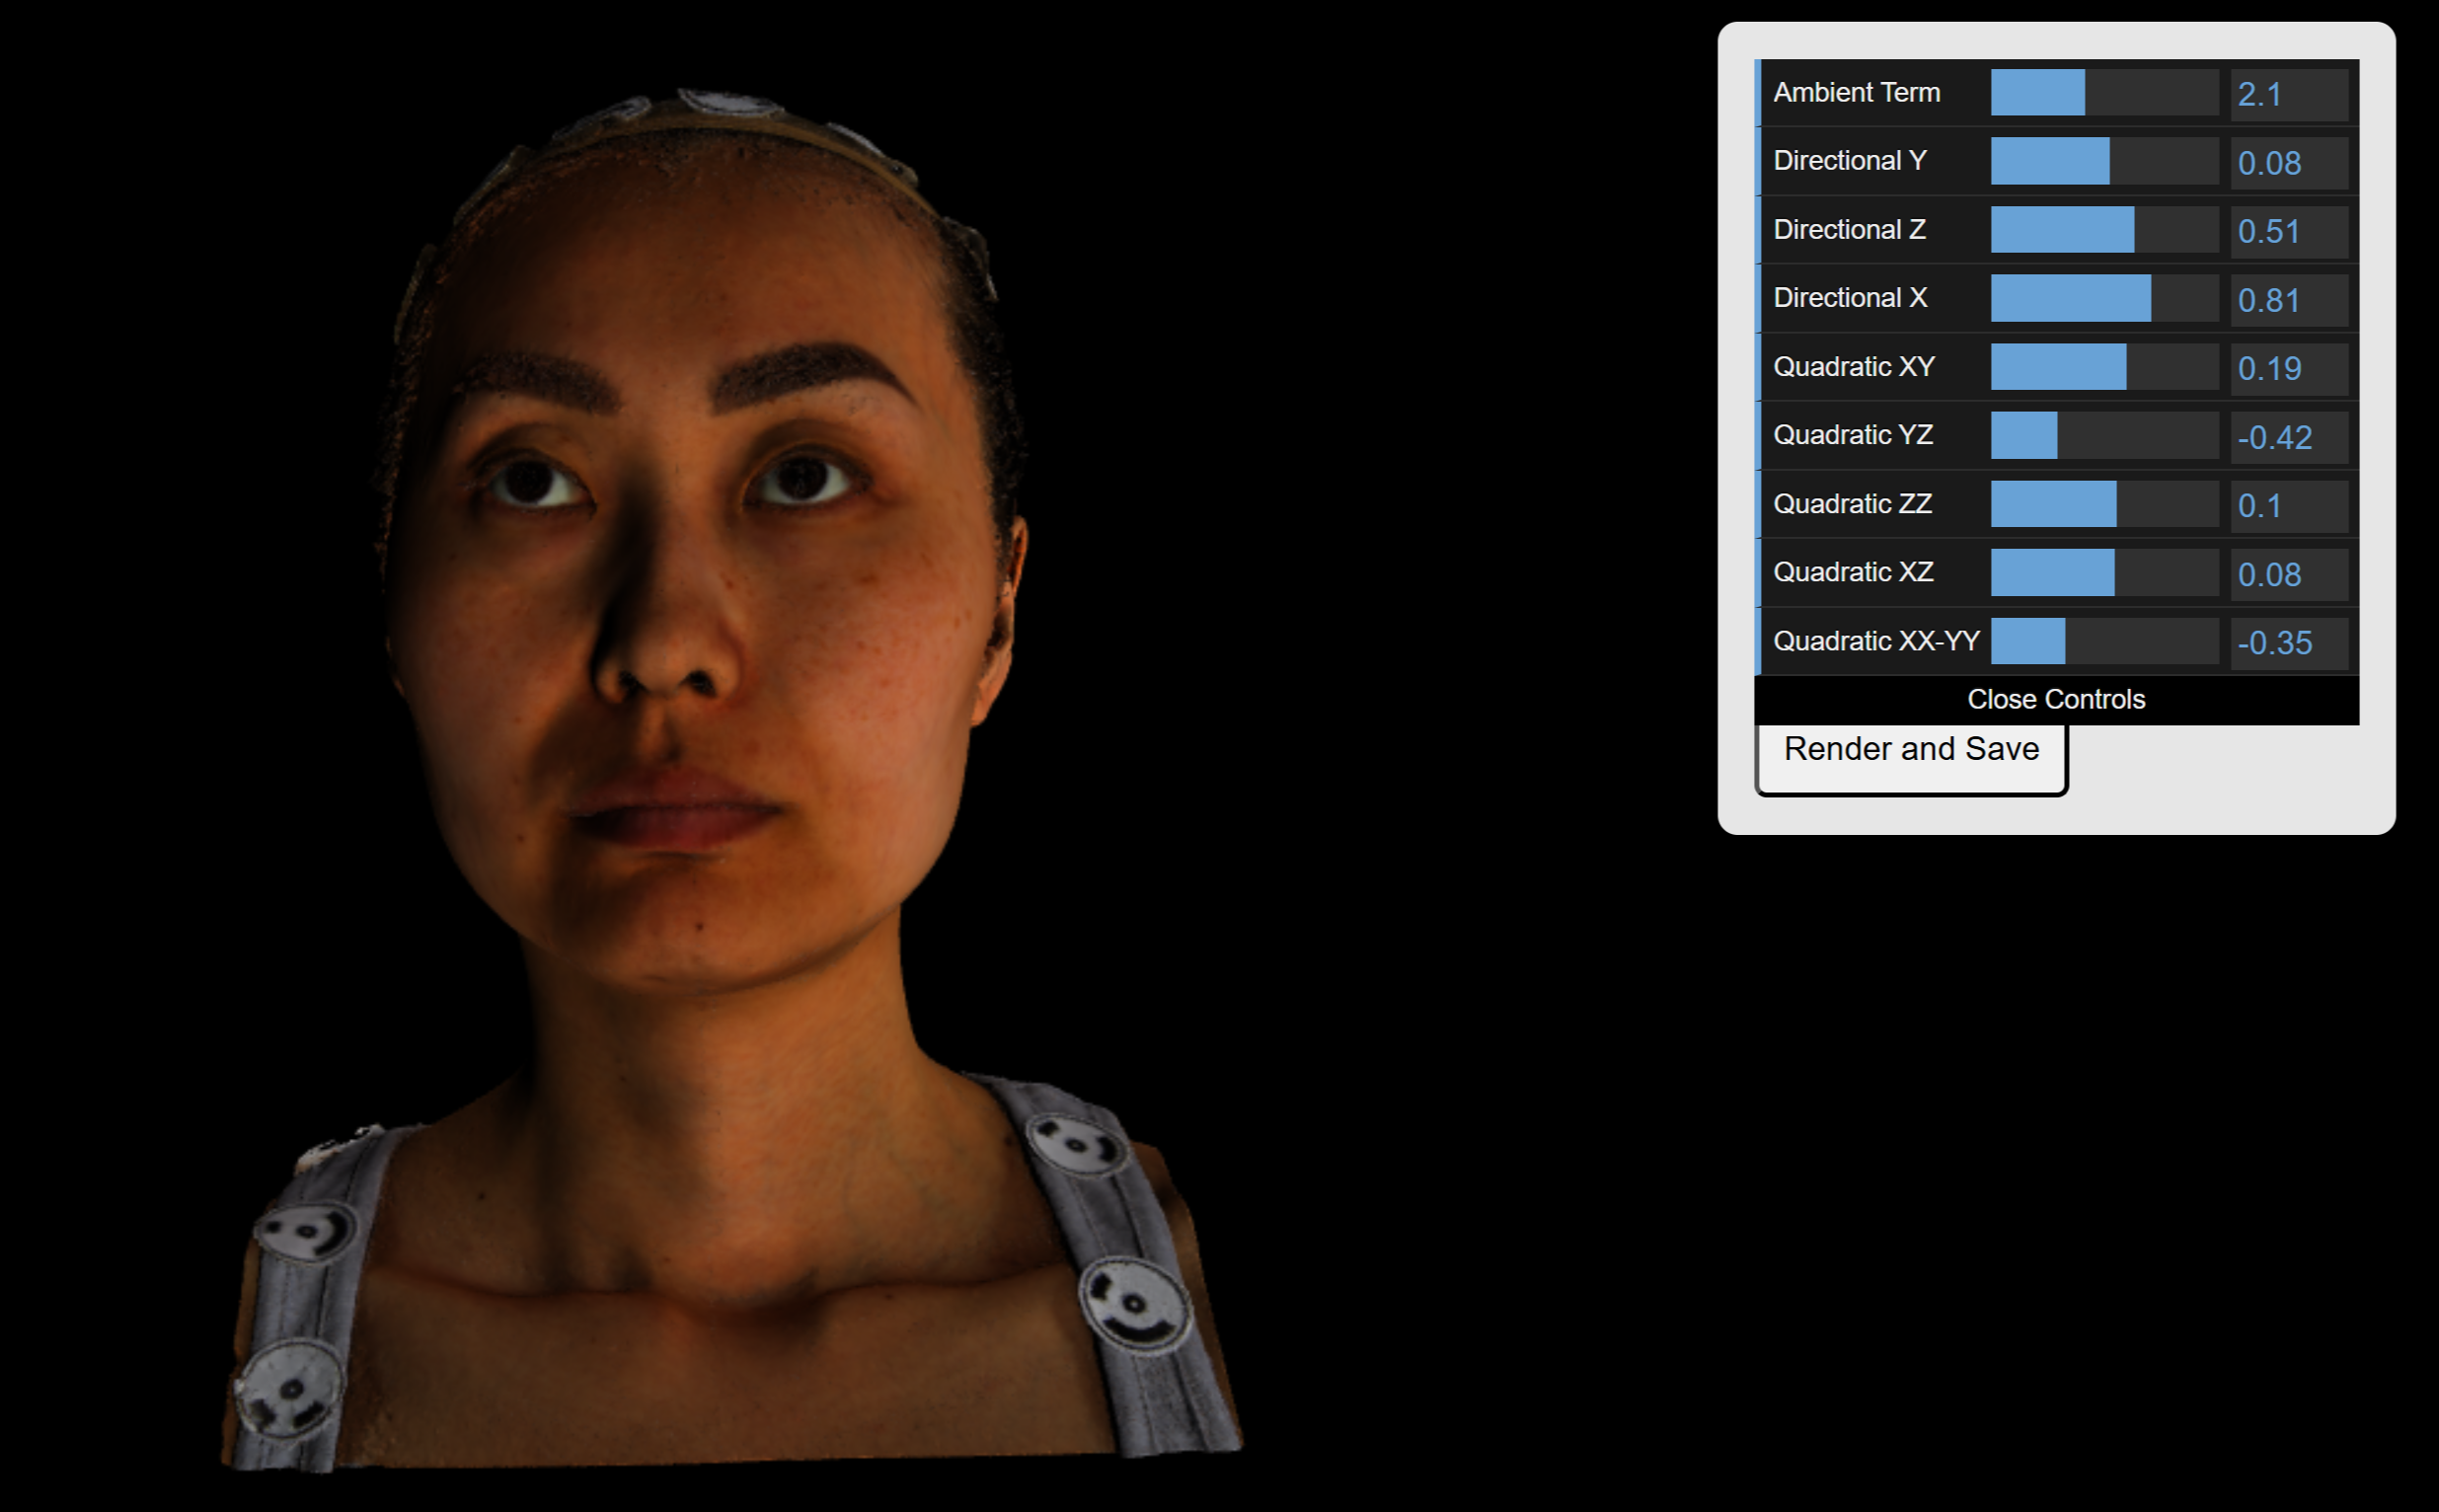 Ambient Term 2.1
Directional Y 0.08
Directional Z 0.51
Directional X 0.81
Quadratic XY 0.19
Quadratic YZ -0.42
Quadratic ZZ 0.1
Quadratic XZ 0.08
Quadratic XX-YY -0.35
Close Controls
Render and Save